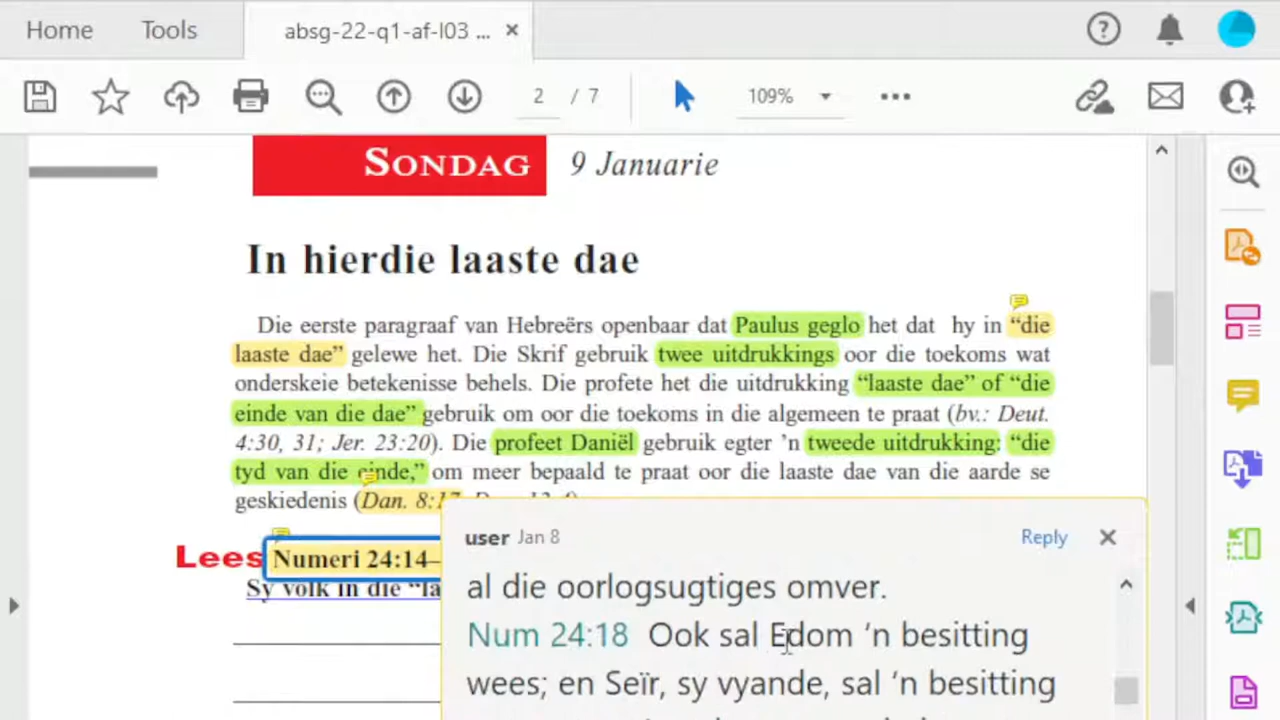 Home Tools absg-22-q1-af-l03 ...
2 / 7 109%
SONDAG 9 Januarie
In hierdie laaste dae
Die eerste paragraaf van Hebreërs openbaar dat Paulus geglo het dat hy in “die
laaste dae” gelewe het. Die Skrif gebruik twee uitdrukkings oor die toekoms wat
onderskeie betekenisse behels. Die profete het die uitdrukking “laaste dae” of “die
einde van die dae” gebruik om oor die toekoms in die algemeen te praat (bv.: Deut.
4:30, 31; Jer. 23:20). Die profeet Daniël gebruik egter ’n tweede uitdrukking: “die
tyd van die einde,” om meer bepaald te praat oor die laaste dae van die aarde se
geskiedenis (Dan. 8:17
Lees Numeri 24:14–
Sy volk in die “la
user Jan 8 Reply
al die oorlogsugtiges omver.
Num 24:18 Ook sal Edom ‘n besitting
wees; en Seïr, sy vyande, sal ‘n besitting